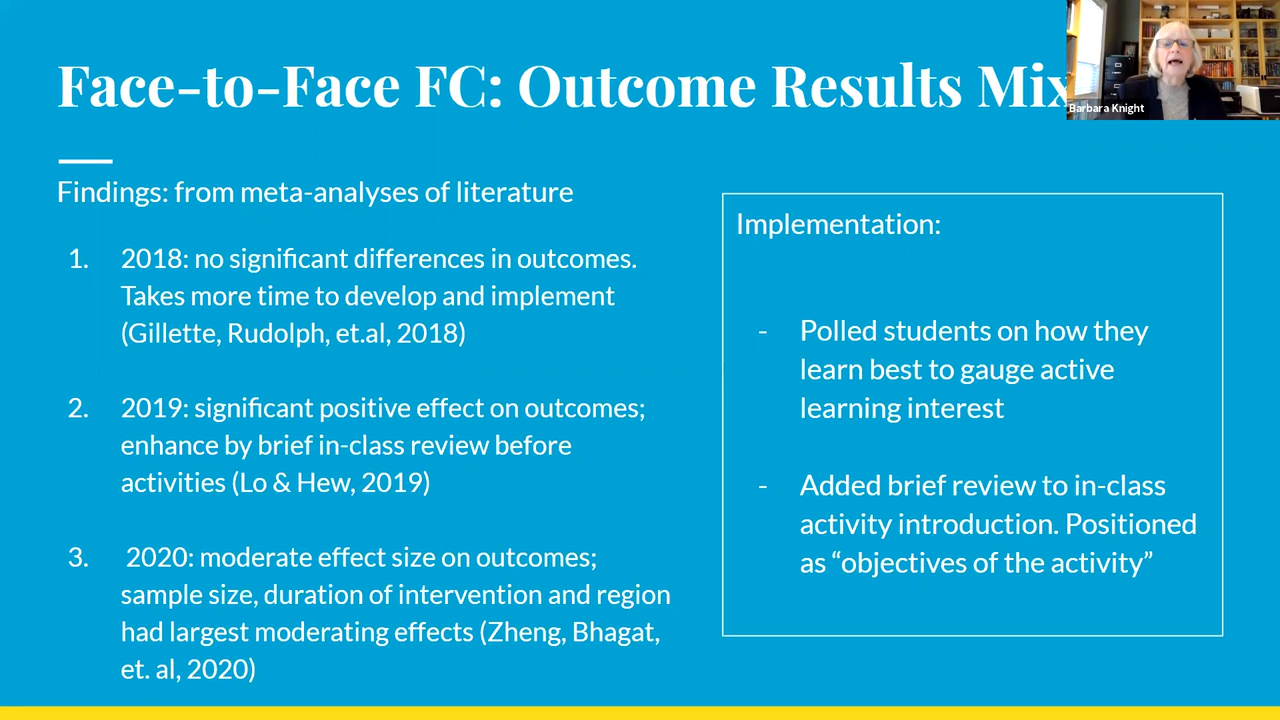 Face-to-Face FC: Outcome Results Mix
Barbara Knight
Findings: from meta-analyses of literature
1. 2018: no significant differences in outcomes.
Takes more time to develop and implement
(Gillette, Rudolph, et.al, 2018)
2. 2019: significant positive effect on outcomes;
enhance by brief in-class review before
activities (Lo & Hew, 2019)
3. 2020: moderate effect size on outcomes;
sample size, duration of intervention and region
had largest moderating effects (Zheng, Bhagat,
et. al, 2020)
Implementation:
- Polled students on how they
learn best to gauge active
learning interest
- Added brief review to in-class
activity introduction. Positioned
as “objectives of the activity”